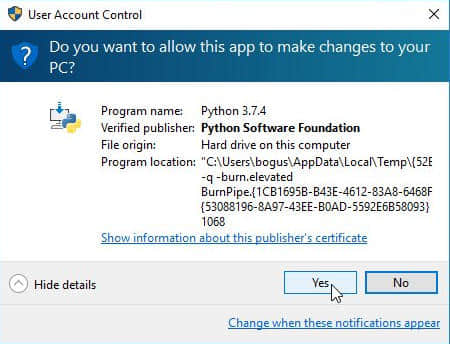 User Account Control
Do you want to allow this app to make changes to your
PC?
Program name: Python 3.7.4
Verified publisher: Python Software Foundation
File origin: Hard drive on this computer
Program location: "C:\Users\bogus\AppData\Local\Temp\{52E
-q -burn.elevated
BurnPipe.{1CB1695B-B43E-4612-83A8-6468F
{53088196-8A97-43EE-B0AD-5592E6B58093}
1068
Show information about this publisher's certificate
Hide details
Yes
No
Change when these notifications appear